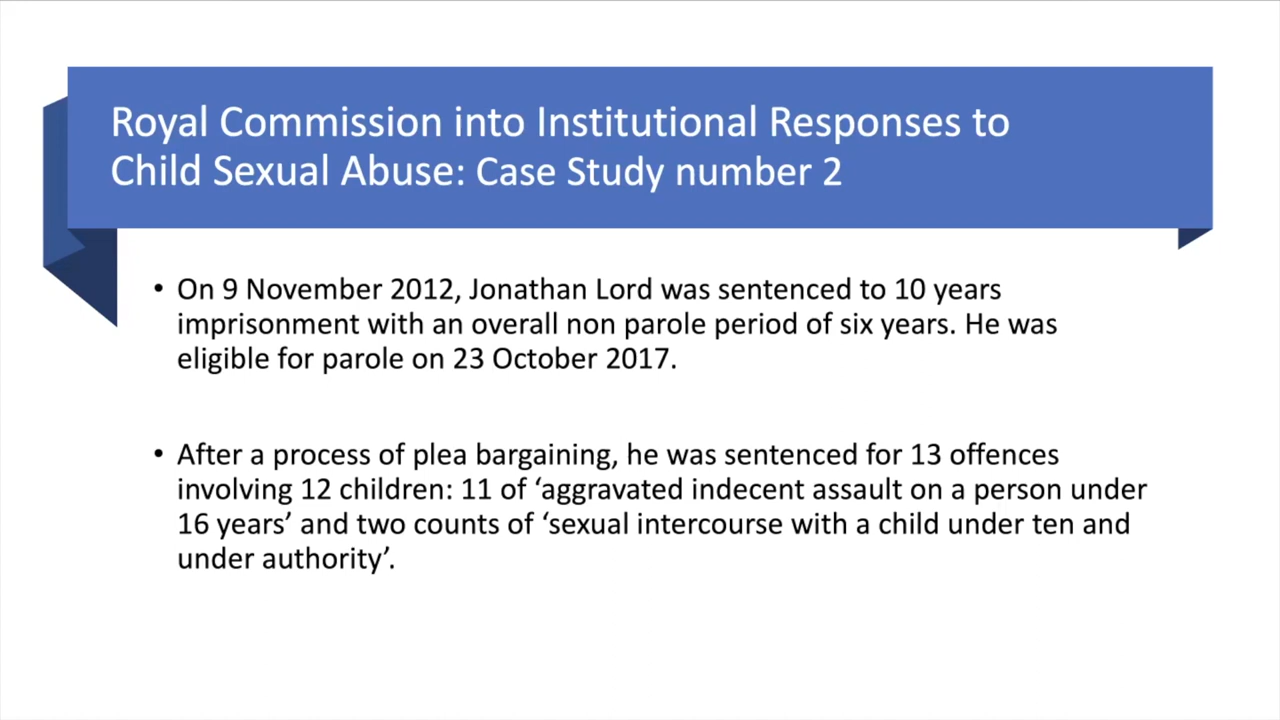 Royal Commission into Institutional Responses to
Child Sexual Abuse: Case Study number 2
• On 9 November 2012, Jonathan Lord was sentenced to 10 years
imprisonment with an overall non parole period of six years. He was
eligible for parole on 23 October 2017.
• After a process of plea bargaining, he was sentenced for 13 offences
involving 12 children: 11 of ‘aggravated indecent assault on a person under
16 years’ and two counts of ‘sexual intercourse with a child under ten and
under authority’.